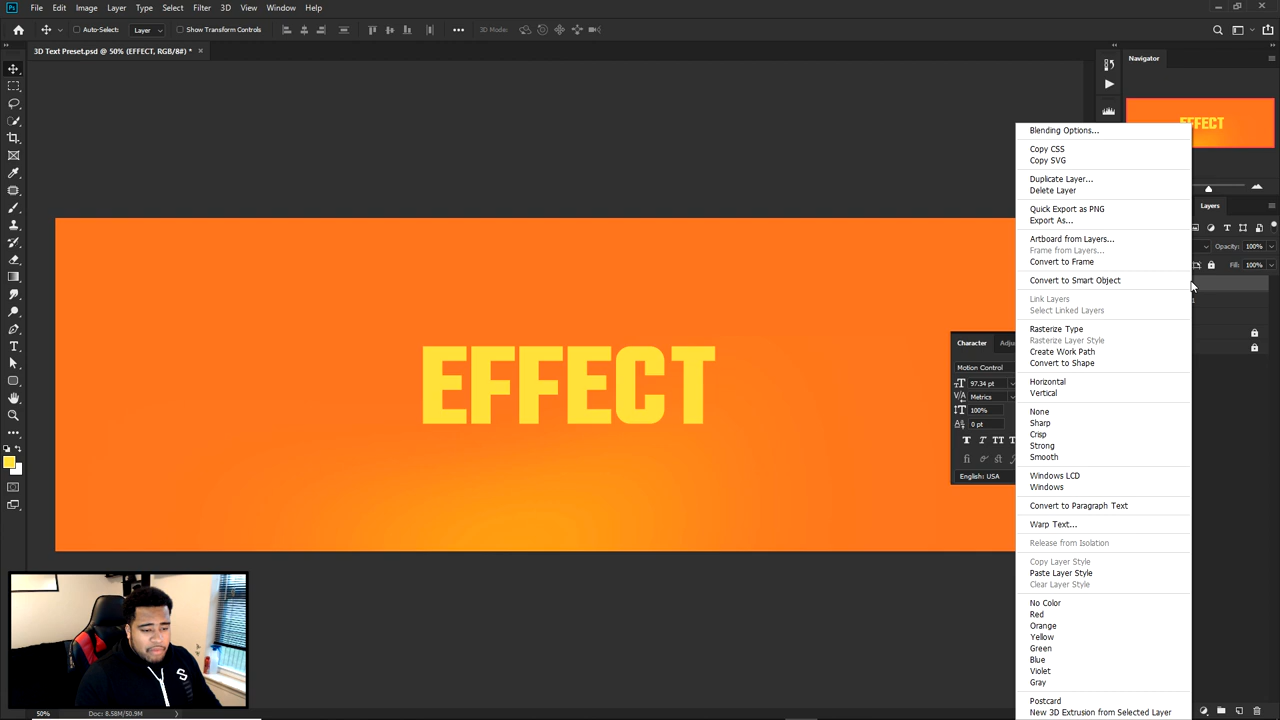 Ps File Edit Image Layer Type Select Filter 3D View Window Help
Auto-Select: Layer Show Transform Controls 3D Mode:
3D Text Preset.psd @ 50% (EFFECT, RGB/8#) *
Navigator
EFFECT
Blending Options...
Copy CSS
Copy SVG
Duplicate Layer...
Delete Layer
Quick Export as PNG
Export As...
Artboard from Layers...
Frame from Layers...
Convert to Frame
Convert to Smart Object
Link Layers
Select Linked Layers
Rasterize Type
Rasterize Layer Style
Create Work Path
Convert to Shape
Horizontal
Vertical
None
Sharp
Crisp
Strong
Smooth
Windows LCD
Windows
Convert to Paragraph Text
Warp Text...
Release from Isolation
Copy Layer Style
Paste Layer Style
Clear Layer Style
No Color
Red
Orange
Yellow
Green
Blue
Violet
Gray
Postcard
New 3D Extrusion from Selected Layer
Layers
Opacity: 100%
Fill: 100%
EFFECT
Character
Motion Control
97.34 pt
Metrics
100%
0 pt
English: USA
S
50% Doc: 8.58M/50.9M